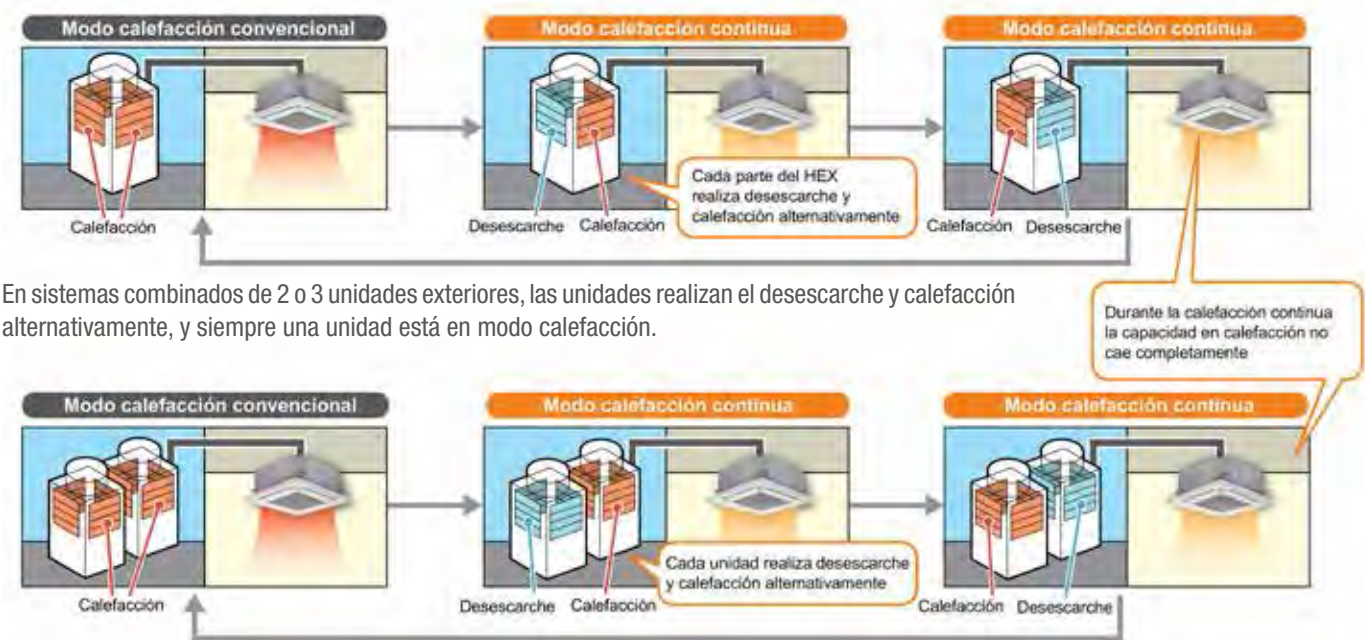 Modo calefacción convencional
Modo calefacción continua
Modo calefacción continua
Calefacción
Desescarche
Calefacción
Cada parte del HEX
realiza desescarche y
calefacción alternativamente
Calefacción
Desescarche
En sistemas combinados de 2 o 3 unidades exteriores, las unidades realizan el desescarche y calefacción
alternativamente, y siempre una unidad está en modo calefacción.
Durante la calefacción continua
la capacidad en calefacción no
cae completamente
Modo calefacción convencional
Modo calefacción continua
Modo calefacción continua
Calefacción
Desescarche
Calefacción
Cada unidad realiza desescarche
y calefacción alternativamente
Calefacción
Desescarche